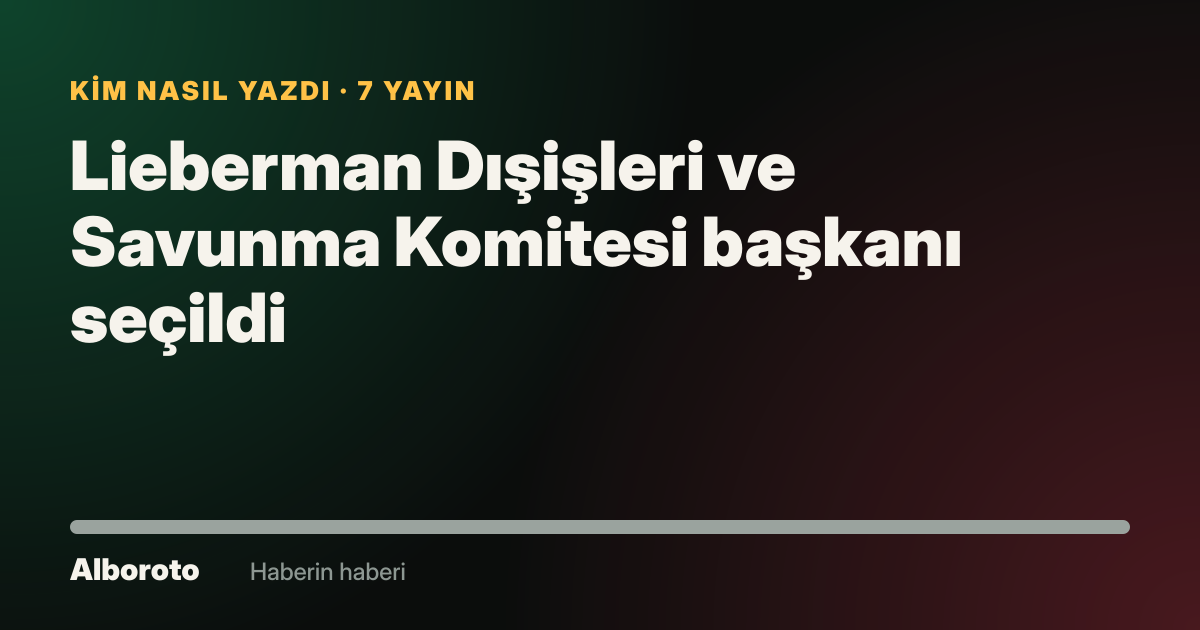 KİM NASIL YAZDI · 7 YAYIN
Lieberman Dışişleri ve
Savunma Komitesi başkanı
seçildi
Alboroto
Haberin haberi